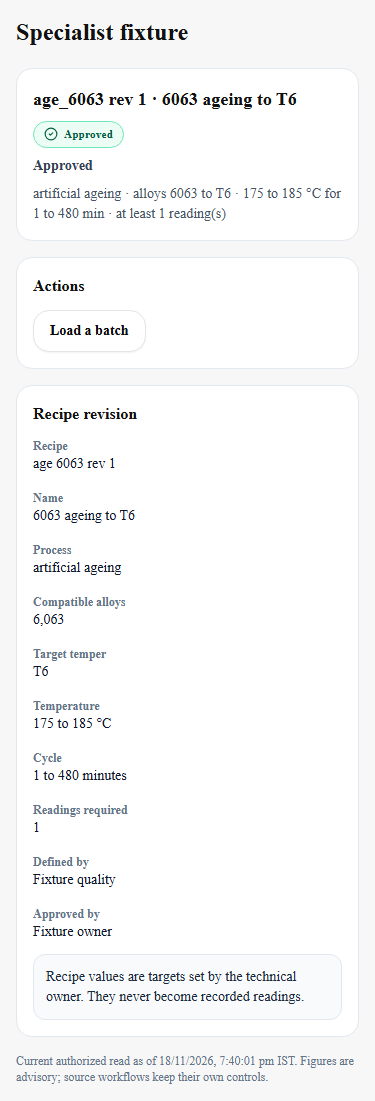 Specialist fixture
age_6063 rev 1 · 6063 ageing to T6
Approved
Approved
artificial ageing · alloys 6063 to T6 · 175 to 185 °C for
1 to 480 min · at least 1 reading(s)
Actions
Load a batch
Recipe revision
Recipe
age 6063 rev 1
Name
6063 ageing to T6
Process
artificial ageing
Compatible alloys
6,063
Target temper
T6
Temperature
175 to 185 °C
Cycle
1 to 480 minutes
Readings required
1
Defined by
Fixture quality
Approved by
Fixture owner
Recipe values are targets set by the technical
owner. They never become recorded readings.
Current authorized read as of 18/11/2026, 7:40:01 pm IST. Figures are
advisory; source workflows keep their own controls.